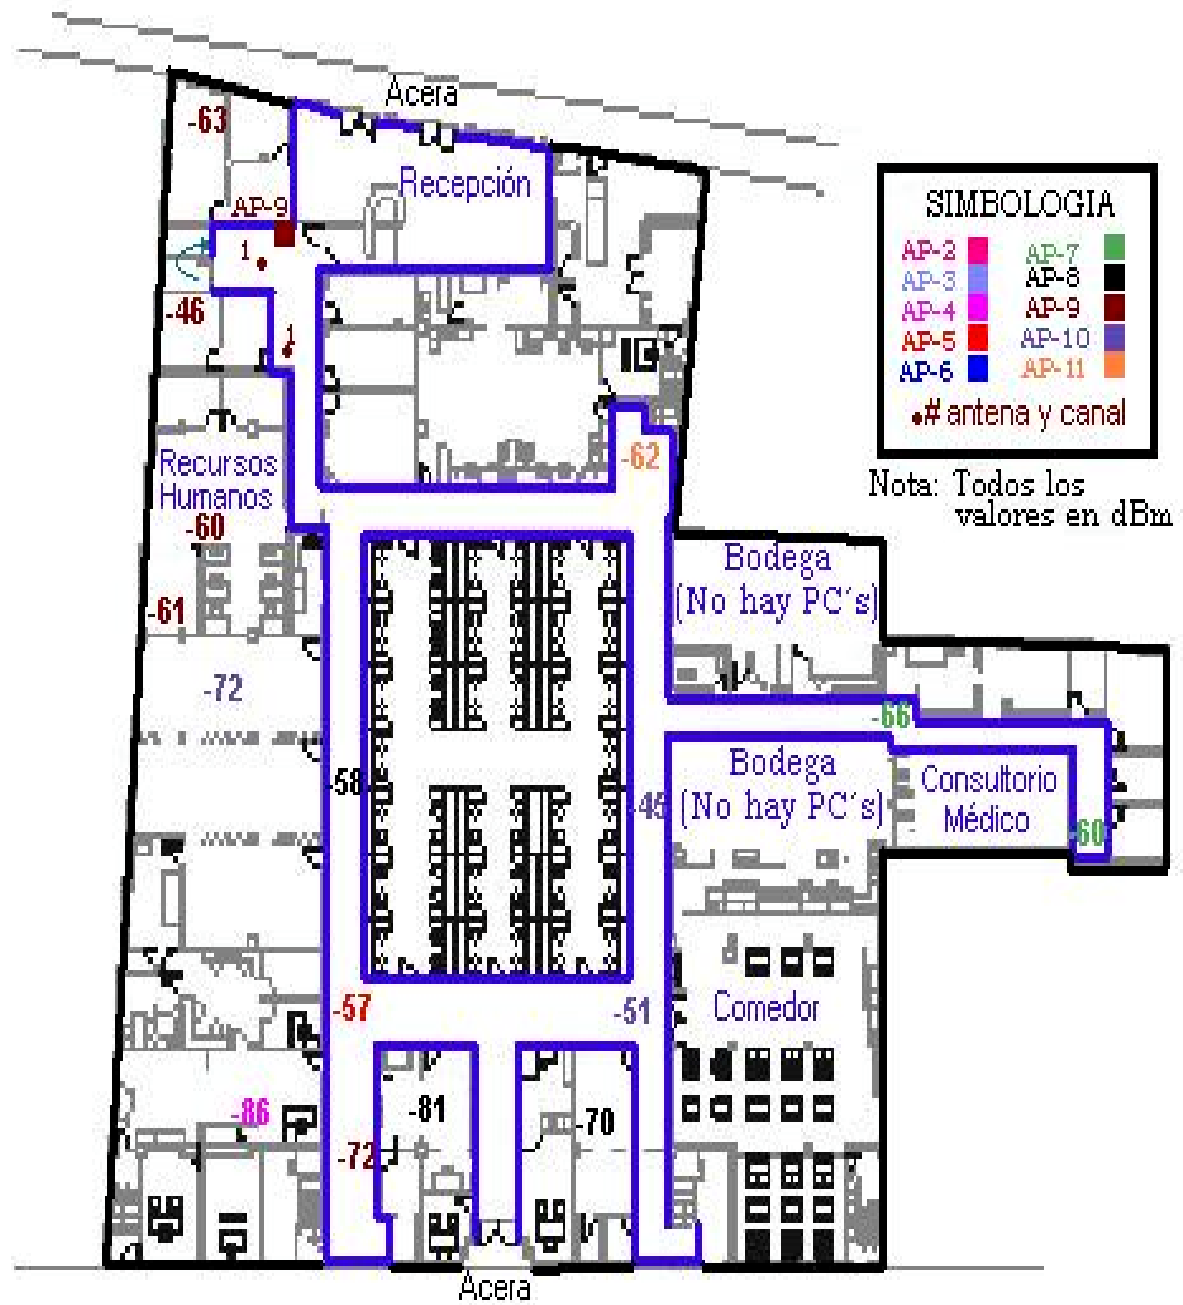 Acera
-63
Recepción
AP-9
1
-46
1
SIMBOLOGIA
AP-2 AP-7
AP-3 AP-8
AP-4 AP-9
AP-5 AP-10
AP-6 AP-11
# antena y canal
Nota: Todos los
valores en dBm
-62
Recursos
Humanos
-60
-61
-72
Bodega
(No hay PC´s)
-66
-58
-45
Bodega
(No hay PC´s)
Consultorio
Médico
-60
-57
-51
Comedor
-86
-81
-70
-72
Acera